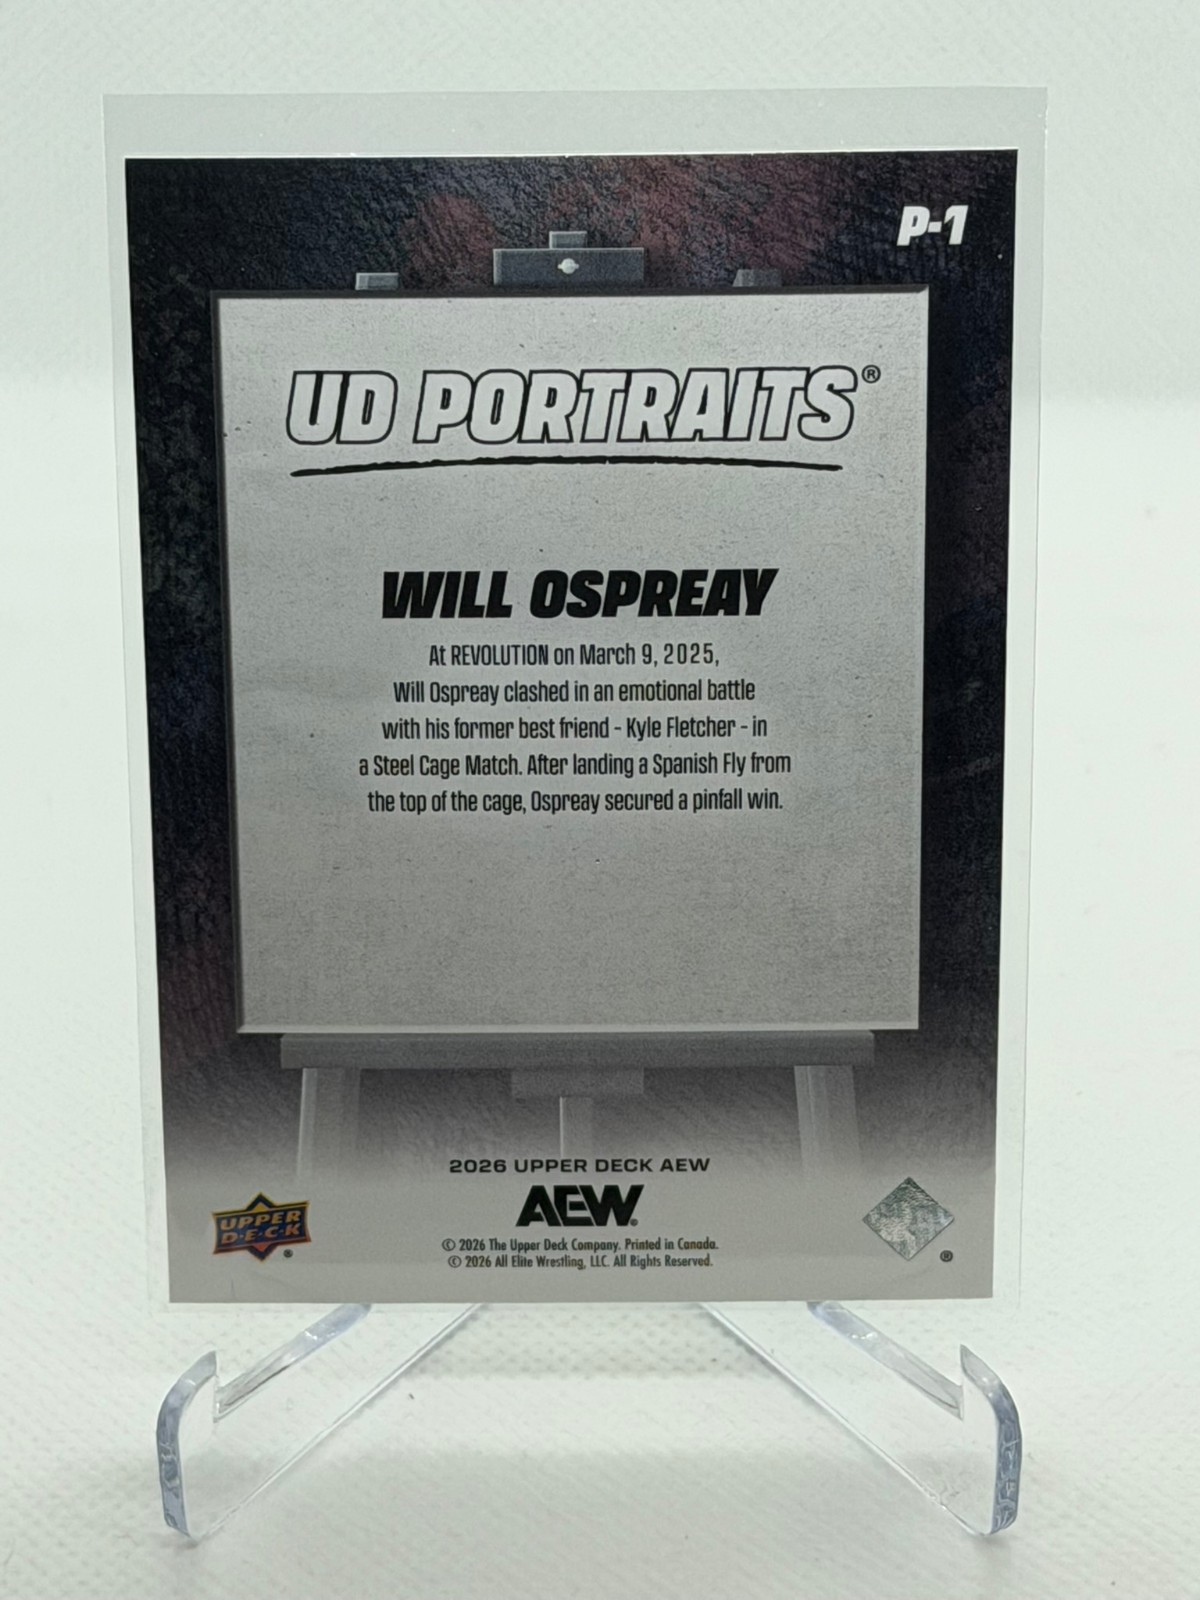 P-1
UD PORTRAITS®
WILL OSPREAY
At REVOLUTION on March 9, 2025,
Will Ospreay clashed in an emotional battle
with his former best friend - Kyle Fletcher - in
a Steel Cage Match. After landing a Spanish Fly from
the top of the cage, Ospreay secured a pinfall win.
2026 UPPER DECK AEW
AEW®
UPPER
D·E·C·K
®
®
© 2026 The Upper Deck Company. Printed in Canada.
© 2026 All Elite Wrestling, LLC. All Rights Reserved.